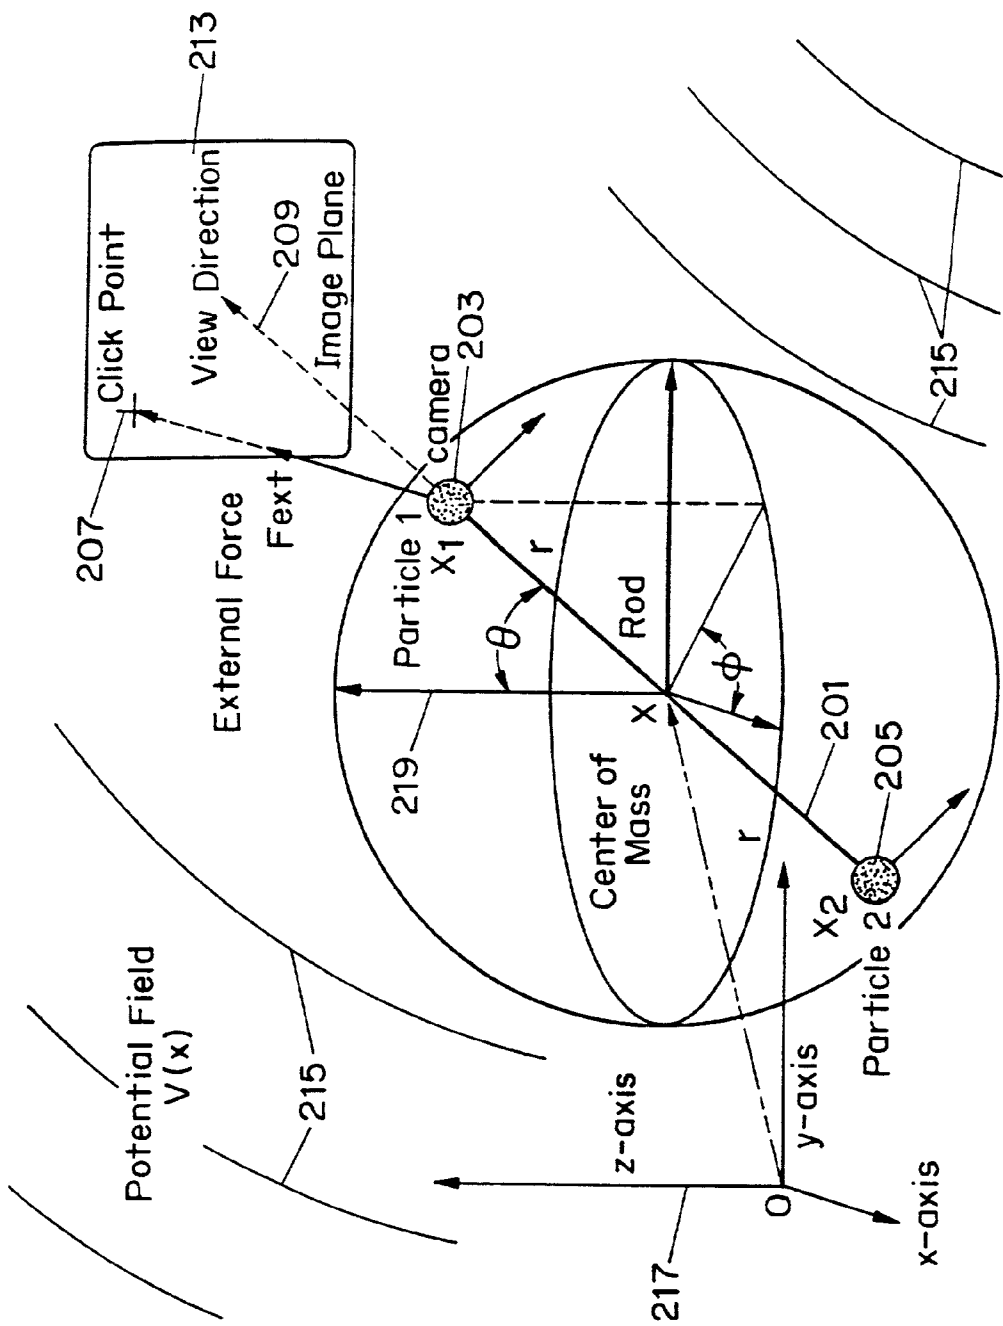 213
Click Point
View Direction
209
Image Plane
207
External Force
Fext
camera
203
Particle 1
X1
r
θ
219
Rod
X
ϕ
Center of
Mass
r
201
205
X2
Particle 2
215
Potential Field
V(x)
215
z-axis
y-axis
O
x-axis
217